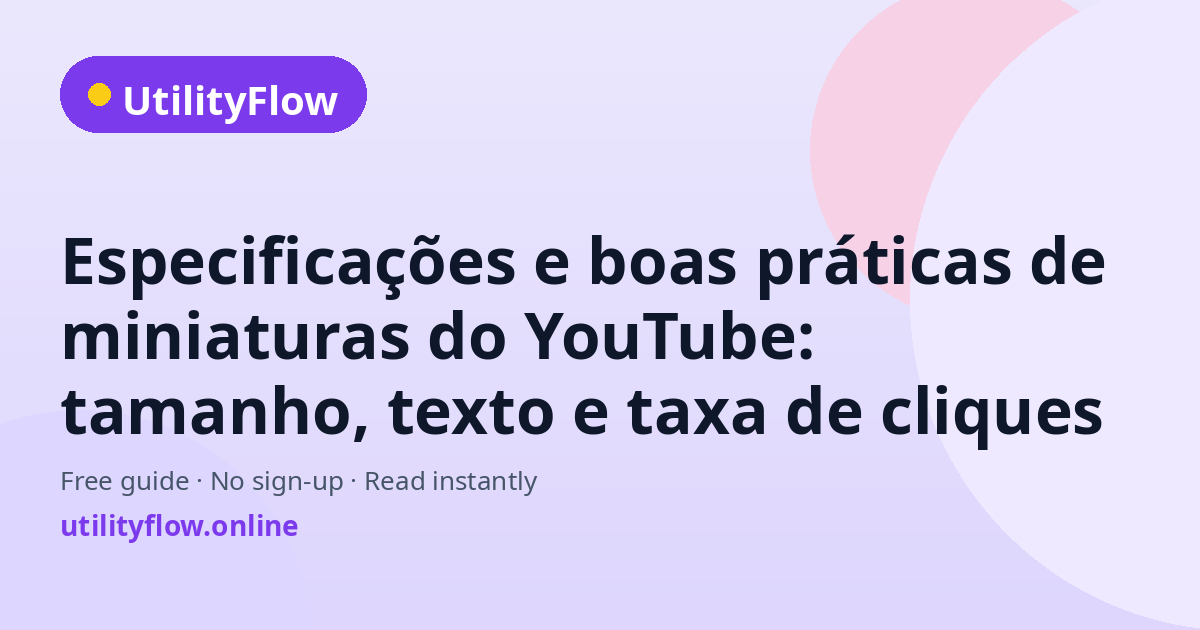 UtilityFlow
Especificações e boas práticas de
miniaturas do YouTube:
tamanho, texto e taxa de cliques
Free guide · No sign-up · Read instantly
utilityflow.online